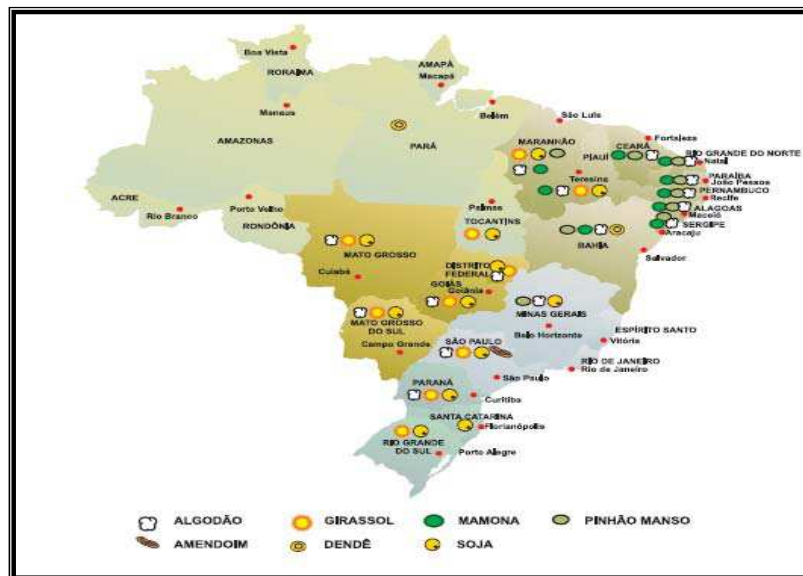 Boa Vista
RORAIMA
AMAPÁ
Macapá
Manaus
Belém
São Luís
AMAZONAS
PARÁ
MARANHÃO
Fortaleza
CEARÁ
RIO GRANDE DO NORTE
Natal
PIAUÍ
Teresina
PARAÍBA
João Pessoa
PERNAMBUCO
Recife
ALAGOAS
Maceió
SERGIPE
Aracaju
ACRE
Rio Branco
Porto Velho
RONDÔNIA
Palmas
TOCANTINS
BAHIA
Salvador
MATO GROSSO
Cuiabá
DISTRITO
FEDERAL
GOIÁS
Goiânia
MINAS GERAIS
Belo Horizonte
ESPÍRITO SANTO
Vitória
MATO GROSSO
DO SUL
Campo Grande
SÃO PAULO
São Paulo
RIO DE JANEIRO
Rio de Janeiro
PARANÁ
Curitiba
SANTA CATARINA
Florianópolis
RIO GRANDE
DO SUL
Porto Alegre
ALGODÃO GIRASSOL MAMONA PINHÃO MANSO
AMENDOIM DENDÊ SOJA